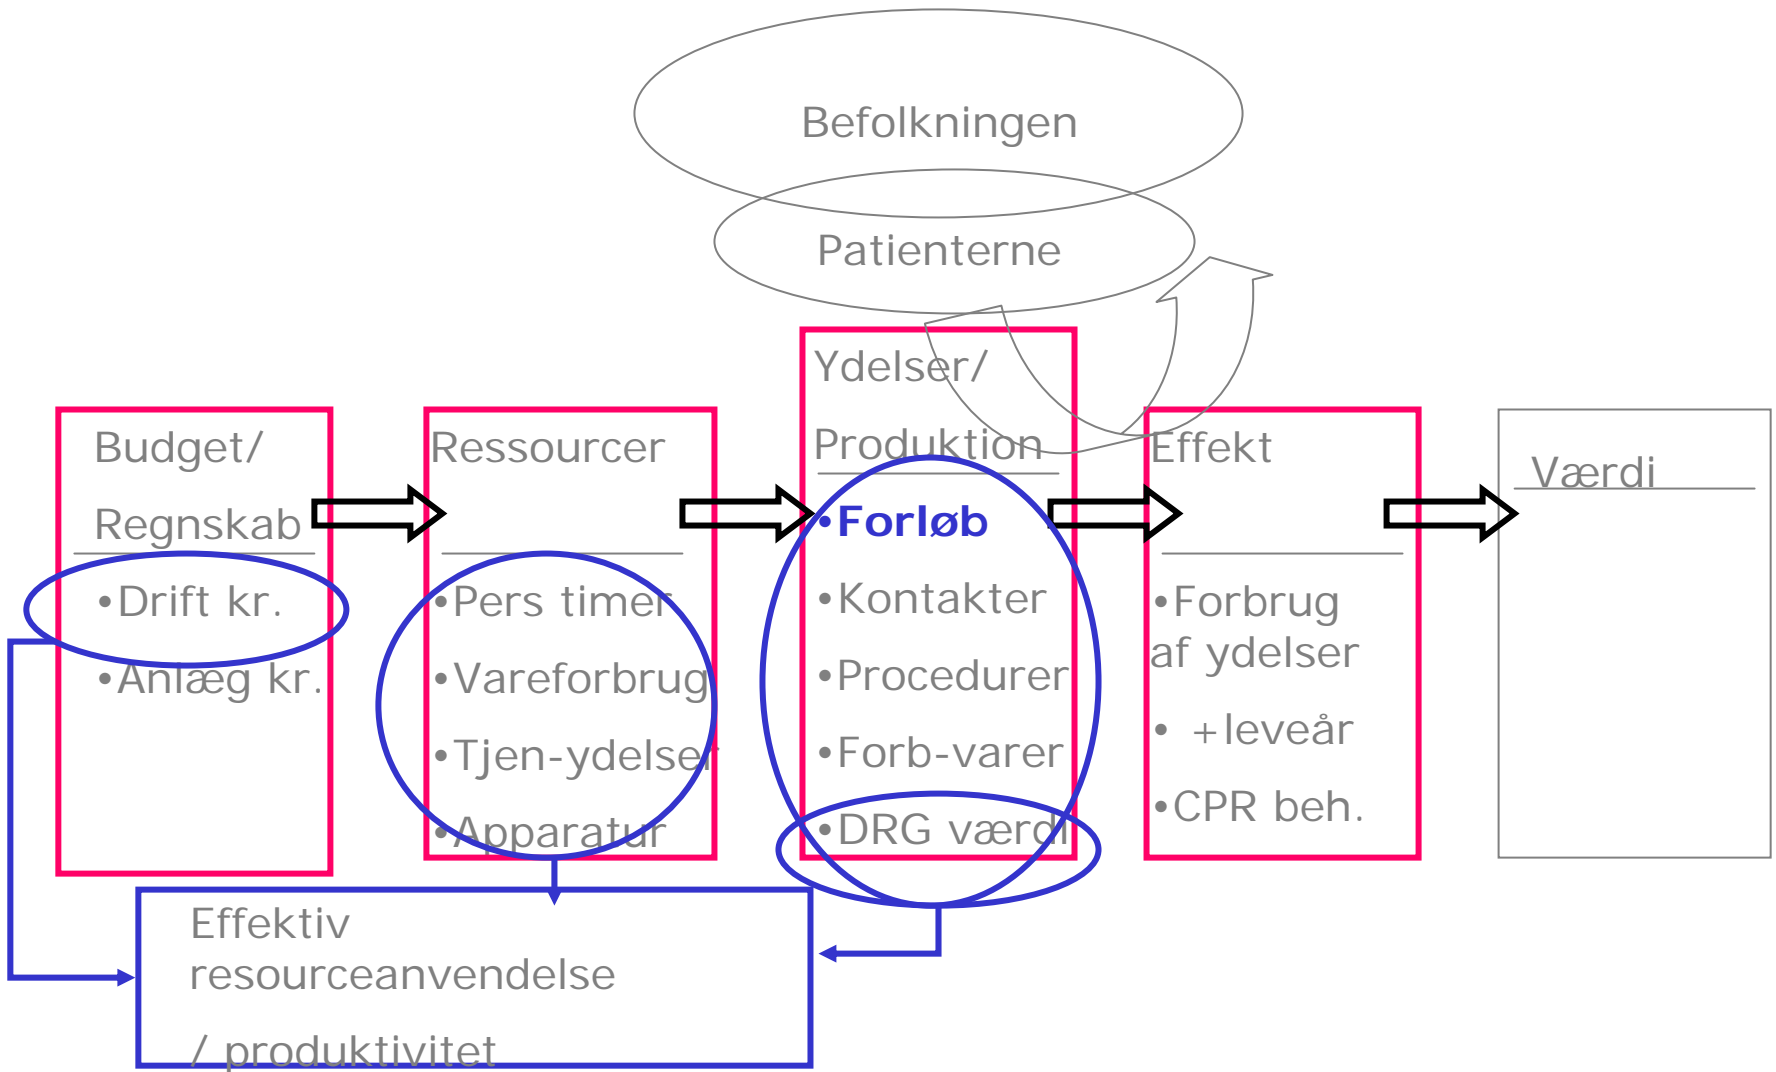 Befolkningen
Patienterne
Budget/
Regnskab
•Drift kr.
•Anlæg kr.
Ressourcer
•Pers timer
•Vareforbrug
•Tjen-ydelser
•Apparatur
Ydelser/
Produktion
•Forløb
•Kontakter
•Procedurer
•Forb-varer
•DRG værdi
Effekt
•Forbrug
af ydelser
• +leveår
•CPR beh.
Værdi
Effektiv
resourceanvendelse
/ produktivitet